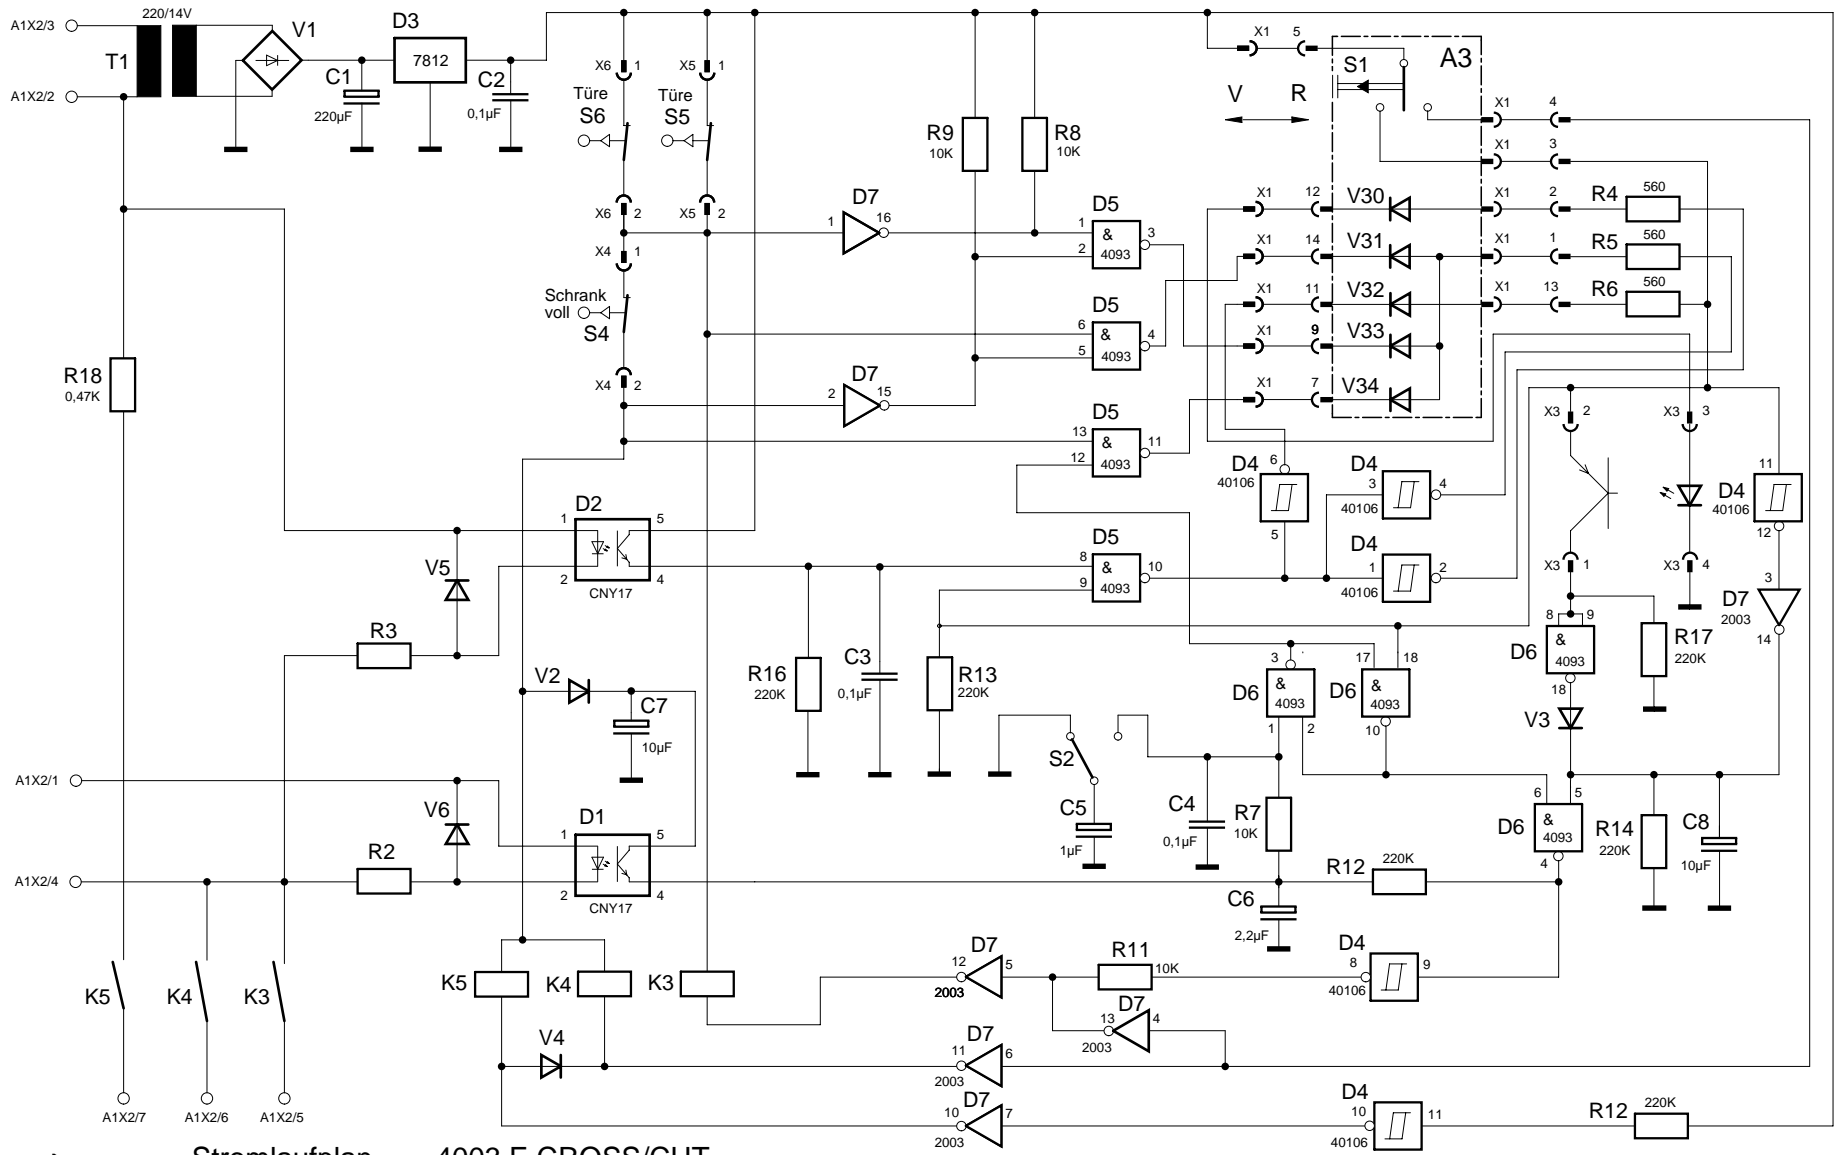 220/14V
A1X2/3
T1
A1X2/2
V1
C1
220µF
D3
7812
C2
0,1µF
X6 1
X5 1
Türe
S6
Türe
S5
X6 2
X5 2
X4 1
Schrank
voll
S4
X4 2
R9
10K
R8
10K
X1 5
S1
A3
V R
X1 4
X1 3
X1 12
V30
X1 2
R4
560
X1 14
V31
X1 1
R5
560
X1 11
V32
X1 13
R6
560
X1 9
V33
X1 7
V34
1
D7
16
2
D7
15
D5
1
2
&
4093
3
D5
6
5
&
4093
4
D5
13
12
&
4093
11
D5
8
9
&
4093
10
R18
0,47K
D2
1
2
5
4
CNY17
V5
R3
V2
C7
10µF
R16
220K
C3
0,1µF
R13
220K
D4
40106
6
5
D4
3
40106
4
D4
1
40106
2
X3 2
X3 3
X3 1
X3 4
D4
40106
11
12
3
D7
2003
14
8 9
D6
&
4093
18
R17
220K
V3
3
D6
&
4093
1 2
17 18
D6
&
4093
10
S2
C5
1µF
C4
0,1µF
R7
10K
6 5
D6
&
4093
4
R14
220K
C8
10µF
A1X2/1
V6
D1
1
2
5
4
CNY17
A1X2/4
R2
R12
220K
C6
2,2µF
K5
K4
K3
K5
K4
K3
V4
D7
12
5
2003
R11
10K
D4
8
9
40106
D7
13
4
2003
D7
11
6
2003
D7
10
7
2003
D4
10
11
40106
R12
220K
A1X2/7
A1X2/6
A1X2/5
Stromlaufplan 4002 E CROSS/CUT